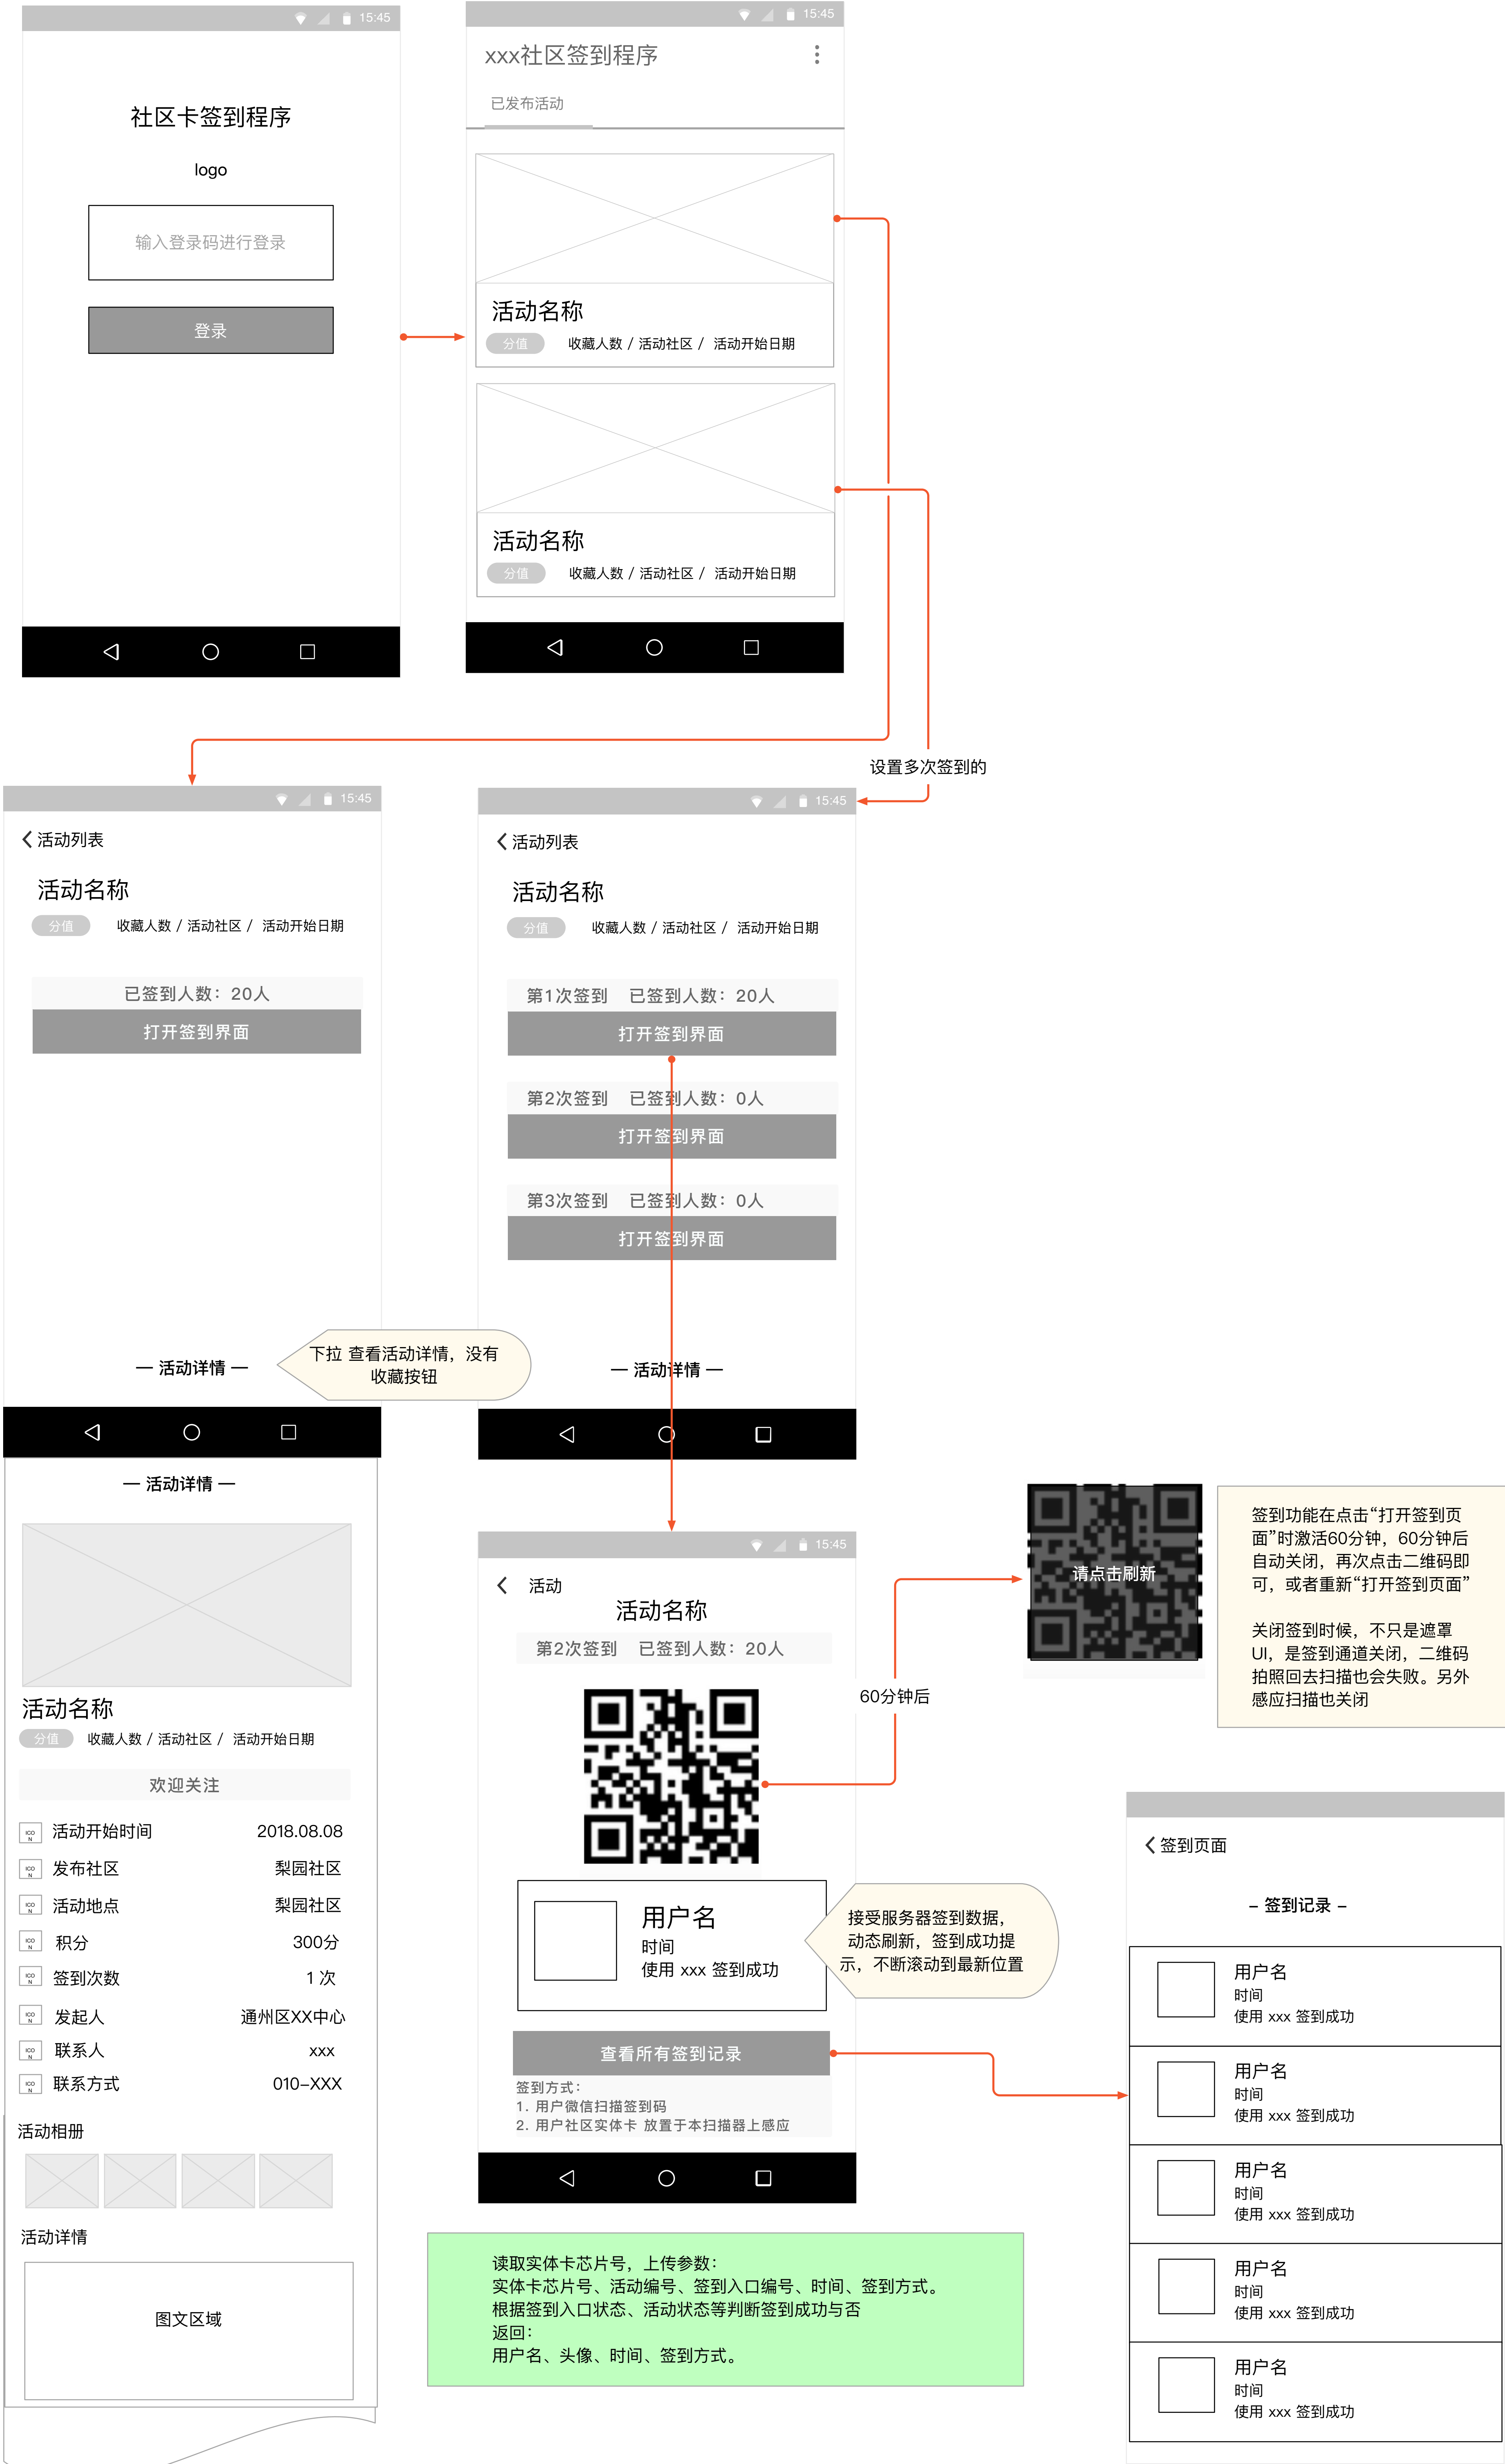 15:45
社区卡签到程序
logo
输入登录码进行登录
登录
15:45
xxx社区签到程序
已发布活动
活动名称
分值
收藏人数 / 活动社区 / 活动开始日期
活动名称
分值
收藏人数 / 活动社区 / 活动开始日期
设置多次签到的
15:45
活动列表
活动名称
分值
收藏人数 / 活动社区 / 活动开始日期
已签到人数：20人
打开签到界面
— 活动详情 —
下拉 查看活动详情，没有
收藏按钮
15:45
活动列表
活动名称
分值
收藏人数 / 活动社区 / 活动开始日期
第1次签到 已签到人数：20人
打开签到界面
第2次签到 已签到人数：0人
打开签到界面
第3次签到 已签到人数：0人
打开签到界面
— 活动详情 —
— 活动详情 —
活动名称
分值
收藏人数 / 活动社区 / 活动开始日期
欢迎关注
ICO
N
活动开始时间 2018.08.08
ICO
N
发布社区 梨园社区
ICO
N
活动地点 梨园社区
ICO
N
积分 300分
ICO
N
签到次数 1 次
ICO
N
发起人 通州区XX中心
ICO
N
联系人 xxx
ICO
N
联系方式 010-XXX
活动相册
活动详情
图文区域
15:45
活动
活动名称
第2次签到 已签到人数：20人
用户名
时间
使用 xxx 签到成功
接受服务器签到数据，
动态刷新，签到成功提
示，不断滚动到最新位置
查看所有签到记录
签到方式：
1. 用户微信扫描签到码
2. 用户社区实体卡 放置于本扫描器上感应
60分钟后
请点击刷新
签到功能在点击“打开签到页
面”时激活60分钟，60分钟后
自动关闭，再次点击二维码即
可，或者重新“打开签到页面”
关闭签到时候，不只是遮罩
UI，是签到通道关闭，二维码
拍照回去扫描也会失败。另外
感应扫描也关闭
读取实体卡芯片号，上传参数：
实体卡芯片号、活动编号、签到入口编号、时间、签到方式。
根据签到入口状态、活动状态等判断签到成功与否
返回：
用户名、头像、时间、签到方式。
签到页面
– 签到记录 –
用户名
时间
使用 xxx 签到成功
用户名
时间
使用 xxx 签到成功
用户名
时间
使用 xxx 签到成功
用户名
时间
使用 xxx 签到成功
用户名
时间
使用 xxx 签到成功